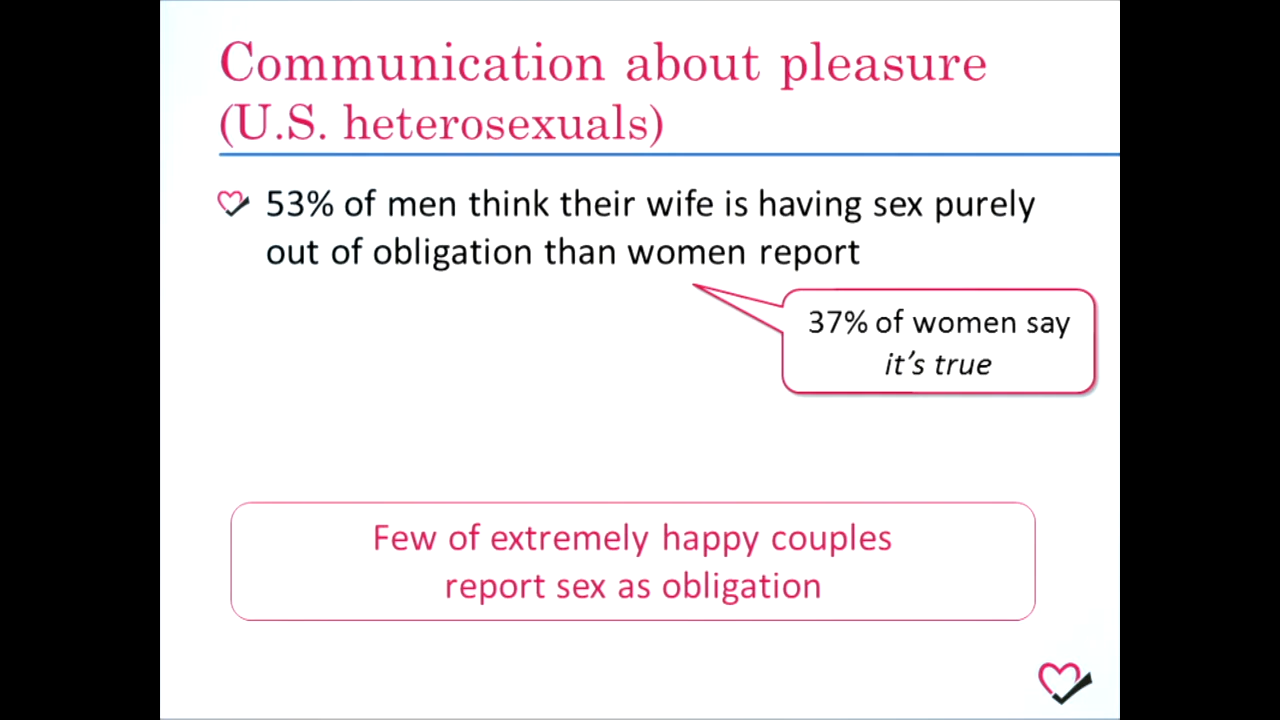 Communication about pleasure
(U.S. heterosexuals)
53% of men think their wife is having sex purely
out of obligation than women report
37% of women say
it's true
Few of extremely happy couples
report sex as obligation